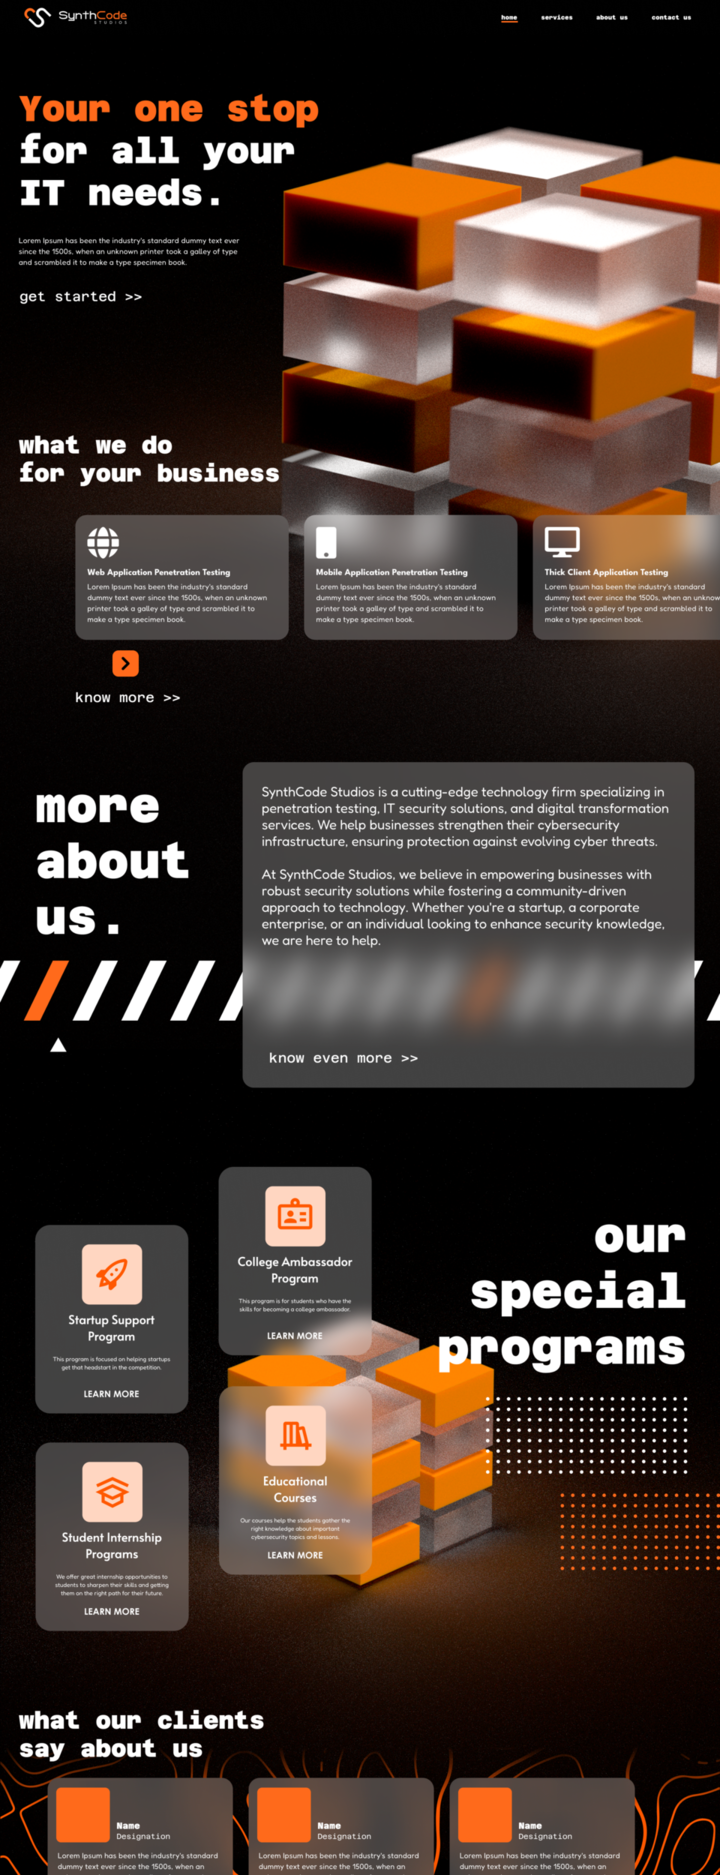 SynthCode
STUDIOS
home services about us contact us
Your one stop
for all your
IT needs.
Lorem Ipsum has been the industry's standard dummy text ever
since the 1500s, when an unknown printer took a galley of type
and scrambled it to make a type specimen book.
get started >>
what we do
for your business
Web Application Penetration Testing
Lorem Ipsum has been the industry's standard
dummy text ever since the 1500s, when an unknown
printer took a galley of type and scrambled it to
make a type specimen book.
Mobile Application Penetration Testing
Lorem Ipsum has been the industry's standard
dummy text ever since the 1500s, when an unknown
printer took a galley of type and scrambled it to
make a type specimen book.
Thick Client Application Testing
Lorem Ipsum has been the industry's standard
dummy text ever since the 1500s, when an unknown
printer took a galley of type and scrambled it to
make a type specimen book.
know more >>
more
about
us.
SynthCode Studios is a cutting-edge technology firm specializing in
penetration testing, IT security solutions, and digital transformation
services. We help businesses strengthen their cybersecurity
infrastructure, ensuring protection against evolving cyber threats.
At SynthCode Studios, we believe in empowering businesses with
robust security solutions while fostering a community-driven
approach to technology. Whether you're a startup, a corporate
enterprise, or an individual looking to enhance security knowledge,
we are here to help.
know even more >>
our
special
programs
College Ambassador
Program
This program is for students who have the
skills for becoming a college ambassador.
LEARN MORE
Startup Support
Program
This program is focused on helping startups
get that headstart in the competition.
LEARN MORE
Educational
Courses
Our courses help the students gather the
right knowledge about important
cybersecurity topics and lessons.
LEARN MORE
Student Internship
Programs
We offer great internship opportunities to
students to sharpen their skills and getting
them on the right path for their future.
LEARN MORE
what our clients
say about us
Name
Designation
Lorem Ipsum has been the industry's standard
dummy text ever since the 1500s, when an
Name
Designation
Lorem Ipsum has been the industry's standard
dummy text ever since the 1500s, when an
Name
Designation
Lorem Ipsum has been the industry's standard
dummy text ever since the 1500s, when an